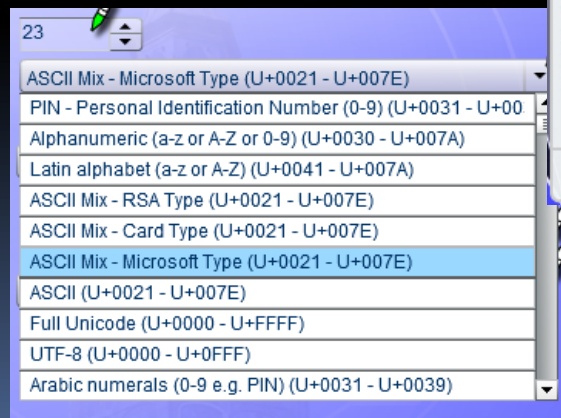 23
ASCII Mix - Microsoft Type (U+0021 - U+007E)
PIN - Personal Identification Number (0-9) (U+0031 - U+00
Alphanumeric (a-z or A-Z or 0-9) (U+0030 - U+007A)
Latin alphabet (a-z or A-Z) (U+0041 - U+007A)
ASCII Mix - RSA Type (U+0021 - U+007E)
ASCII Mix - Card Type (U+0021 - U+007E)
ASCII Mix - Microsoft Type (U+0021 - U+007E)
ASCII (U+0021 - U+007E)
Full Unicode (U+0000 - U+FFFF)
UTF-8 (U+0000 - U+0FFF)
Arabic numerals (0-9 e.g. PIN) (U+0031 - U+0039)